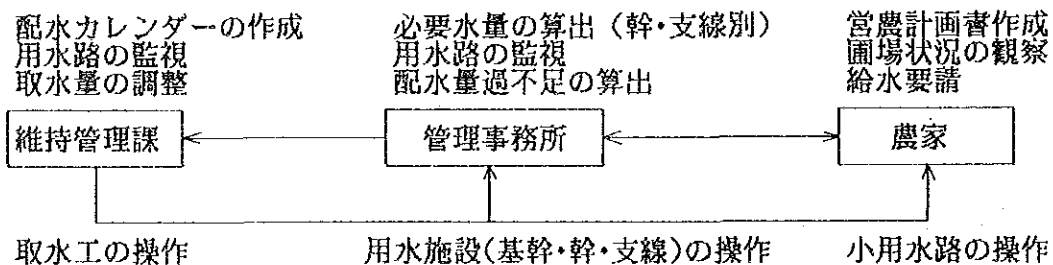 配水カレンダーの作成
用水路の監視
取水量の調整
必要水量の算出(幹・支線別)
用水路の監視
配水量過不足の算出
営農計画書作成
圃場状況の観察
給水要請
維持管理課
管理事務所
農家
取水工の操作
用水施設(基幹・幹・支線)の操作
小用水路の操作